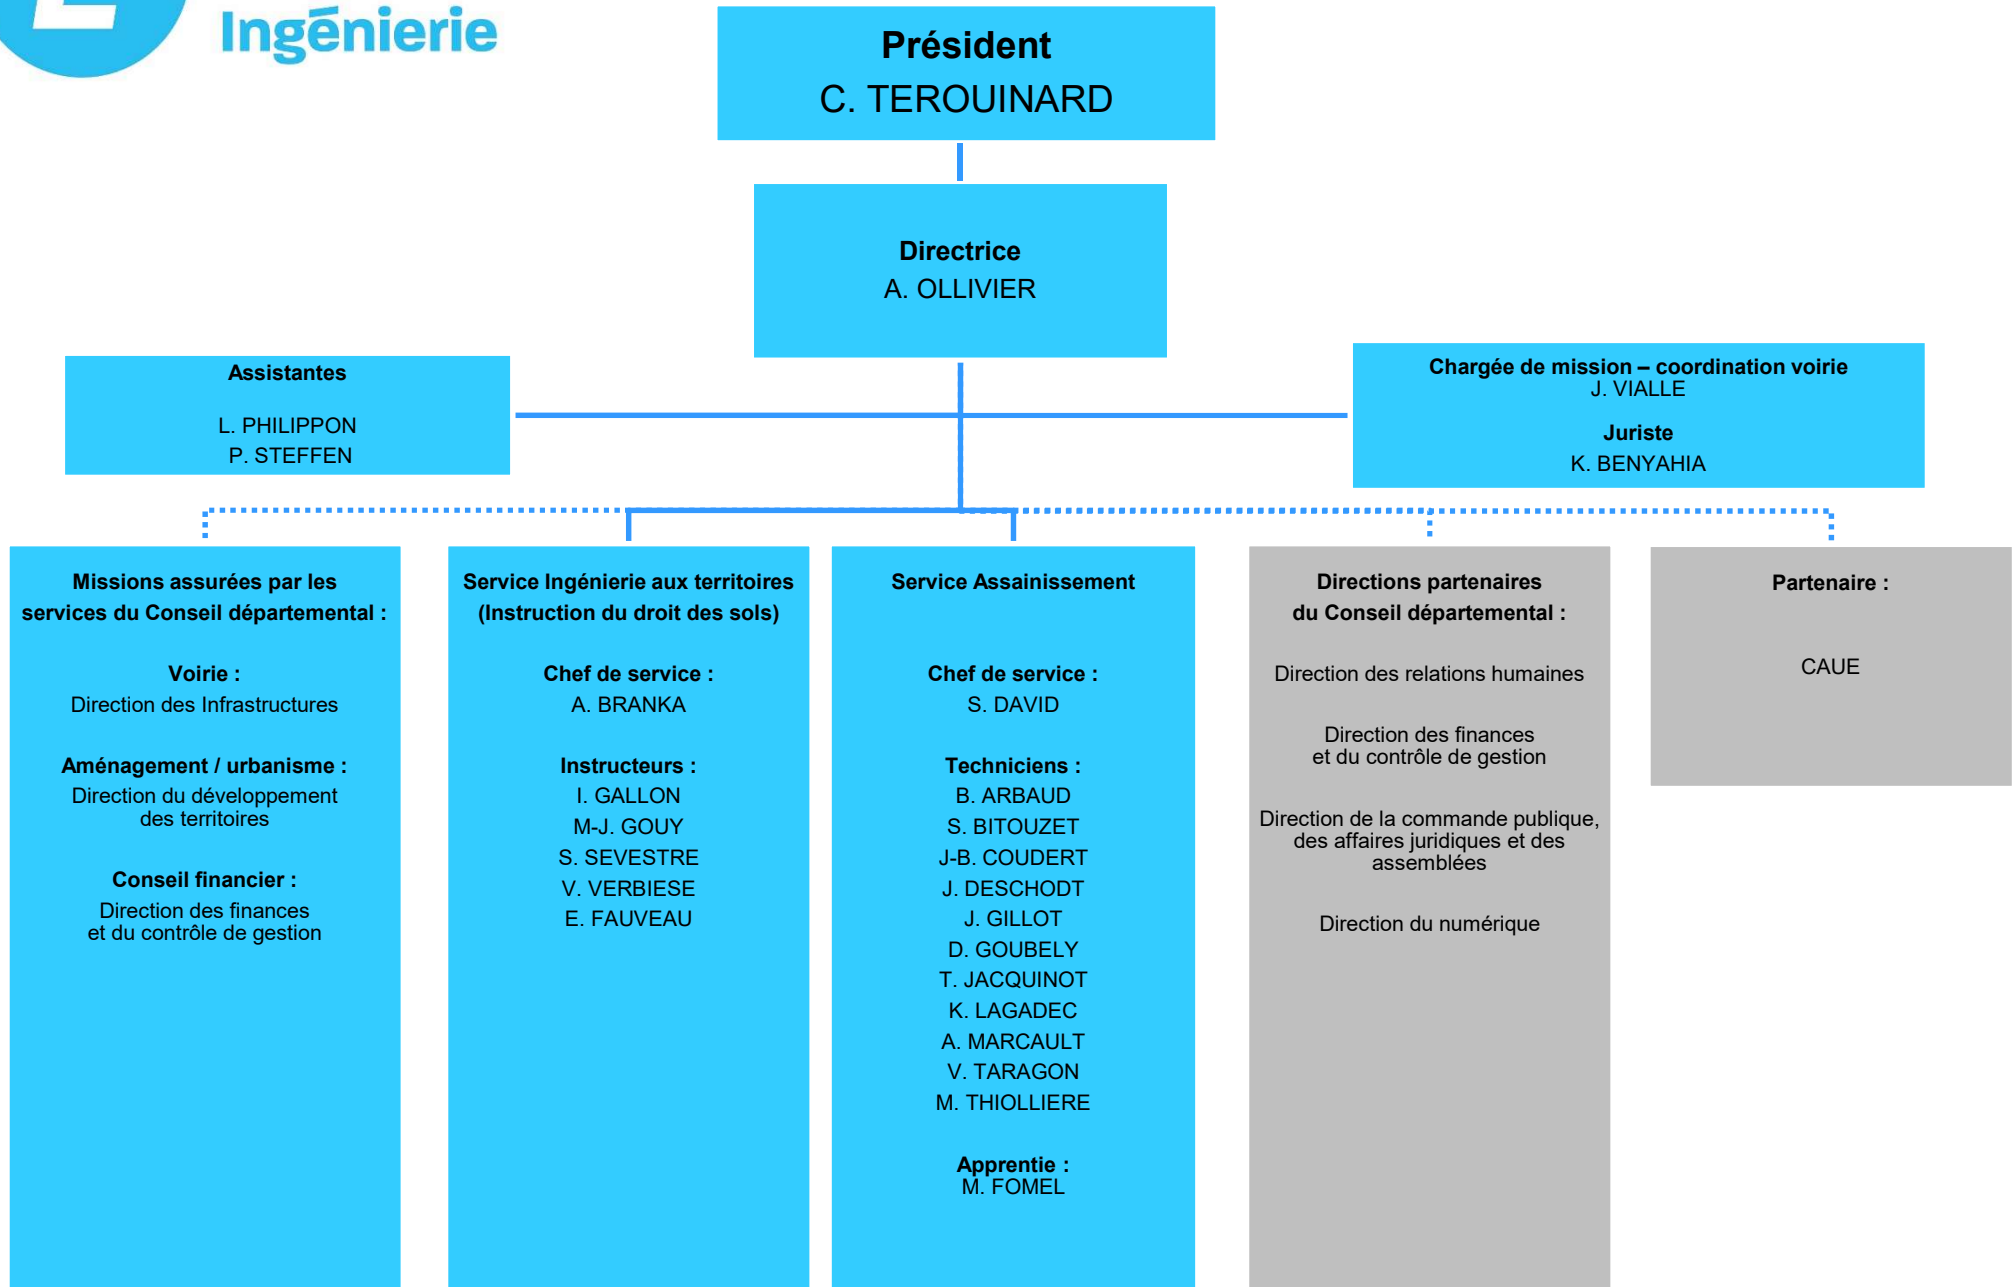 Ingénierie
Président
C. TEROUINARD
Directrice
A. OLLIVIER
Assistantes
L. PHILIPPON
P. STEFFEN
Chargée de mission – coordination voirie
J. VIALLE
Juriste
K. BENYAHIA
Missions assurées par les
services du Conseil départemental :
Voirie :
Direction des Infrastructures
Aménagement / urbanisme :
Direction du développement
des territoires
Conseil financier :
Direction des finances
et du contrôle de gestion
Service Ingénierie aux territoires
(Instruction du droit des sols)
Chef de service :
A. BRANKA
Instructeurs :
I. GALLON
M-J. GOUY
S. SEVESTRE
V. VERBIESE
E. FAUVEAU
Service Assainissement
Chef de service :
S. DAVID
Techniciens :
B. ARBAUD
S. BITOUZET
J-B. COUDERT
J. DESCHODT
J. GILLOT
D. GOUBELY
T. JACQUINOT
K. LAGADEC
A. MARCAULT
V. TARAGON
M. THIOLLIERE
Apprentie :
M. FOMEL
Directions partenaires
du Conseil départemental :
Direction des relations humaines
Direction des finances
et du contrôle de gestion
Direction de la commande publique,
des affaires juridiques et des
assemblées
Direction du numérique
Partenaire :
CAUE